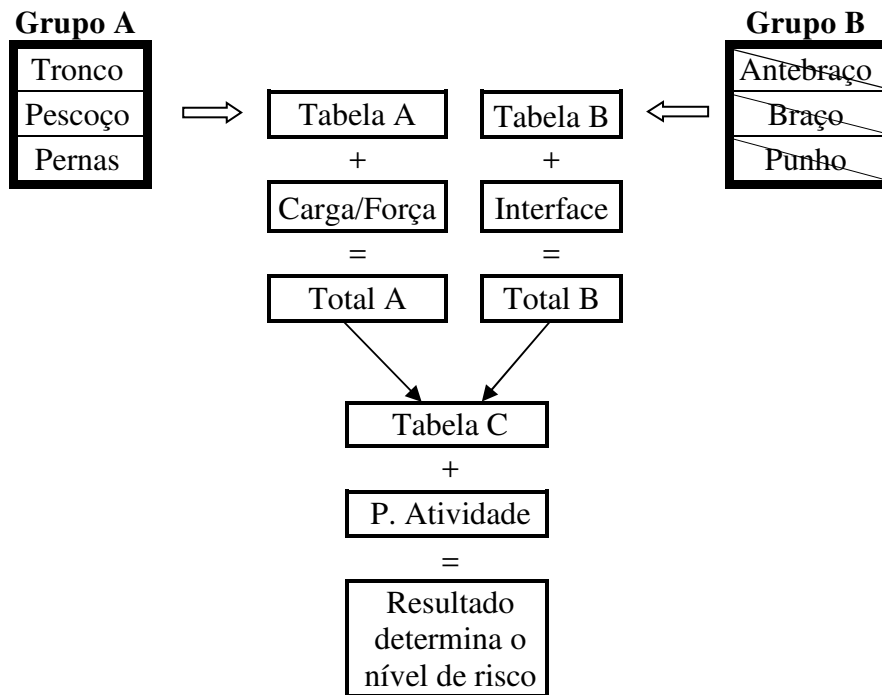 Grupo A
Tronco
Pescoço
Pernas
Grupo B
Antebraço
Braço
Punho
Tabela A
+
Carga/Força
=
Total A
Tabela B
+
Interface
=
Total B
Tabela C
+
P. Atividade
=
Resultado
determina o
nível de risco